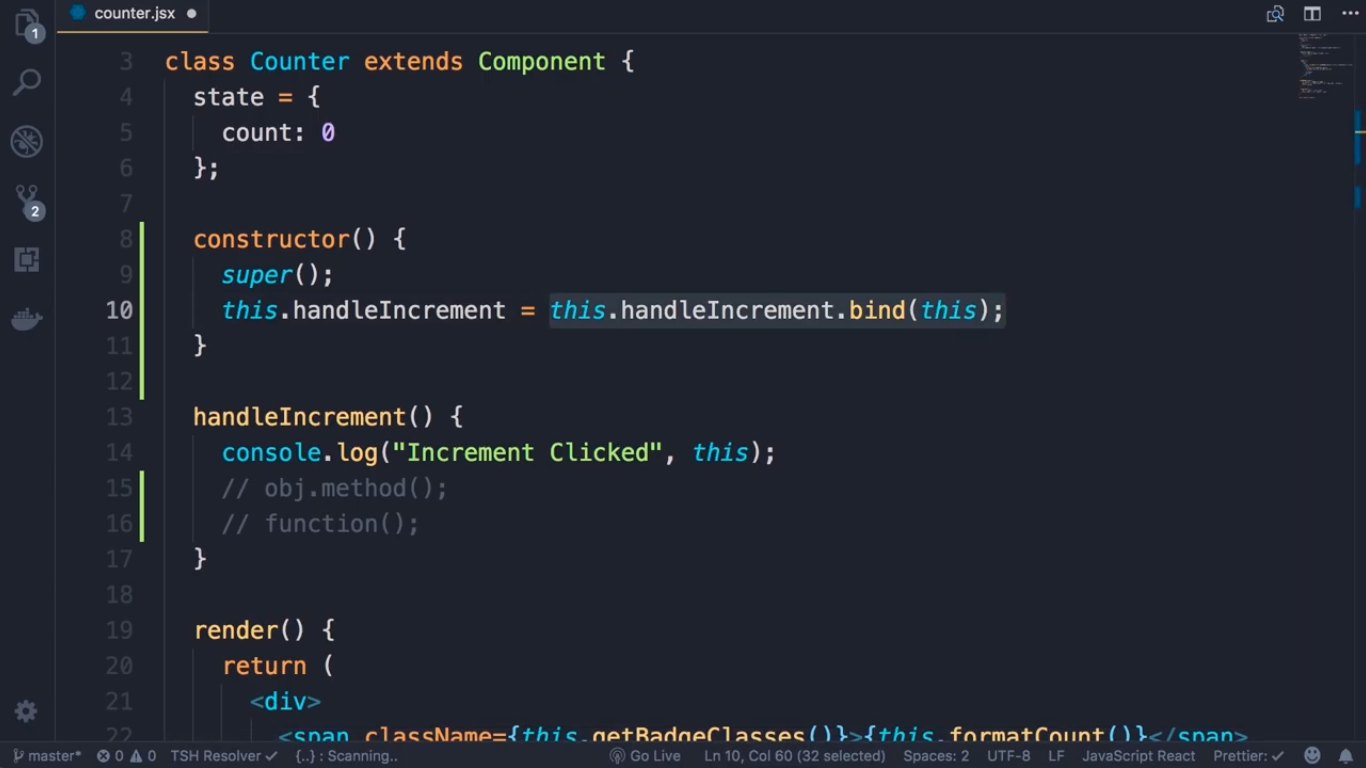 counter.jsx
1
3 class Counter extends Component {
4 state = {
5 count: 0
6 };
7
8 constructor() {
9 super();
10 this.handleIncrement = this.handleIncrement.bind(this);
11 }
12
13 handleIncrement() {
14 console.log("Increment Clicked", this);
15 // obj.method();
16 // function();
17 }
18
2
19 render() {
20 return (
21 <div>
22 <span className={this.getBadgeClasses()}>{this.formatCount()}</span>
master* 0 0 TSH Resolver {..} : Scanning.. Go Live Ln 10, Col 60 (32 selected) Spaces: 2 UTF-8 LF JavaScript React Prettier: